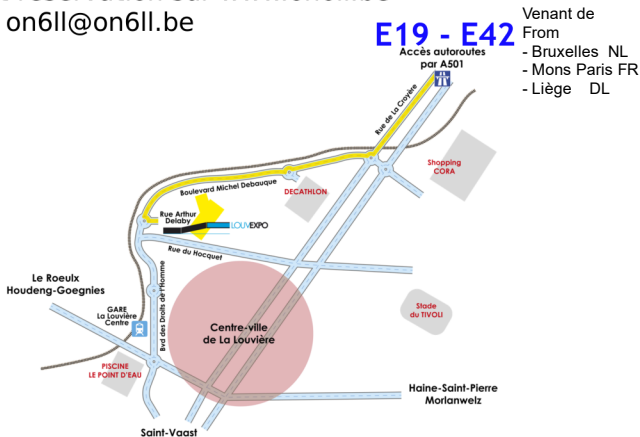 on6ll@on6ll.be
E19 - E42
Venant de
From
- Bruxelles NL
- Mons Paris FR
- Liège DL
Accès autoroutes
par A501
Rue de La Croyère
Shopping
CORA
Boulevard Michel Debauque
DECATHLON
Rue Arthur
Delaby
LOUVEXPO
Rue du Hocquet
Le Roeulx
Houdeng-Goegnies
Bvd des Droits de l'Homme
GARE
La Louvière
Centre
Centre-ville
de La Louvière
Stade
du TIVOLI
PISCINE
LE POINT D'EAU
Haine-Saint-Pierre
Morlanwelz
Saint-Vaast